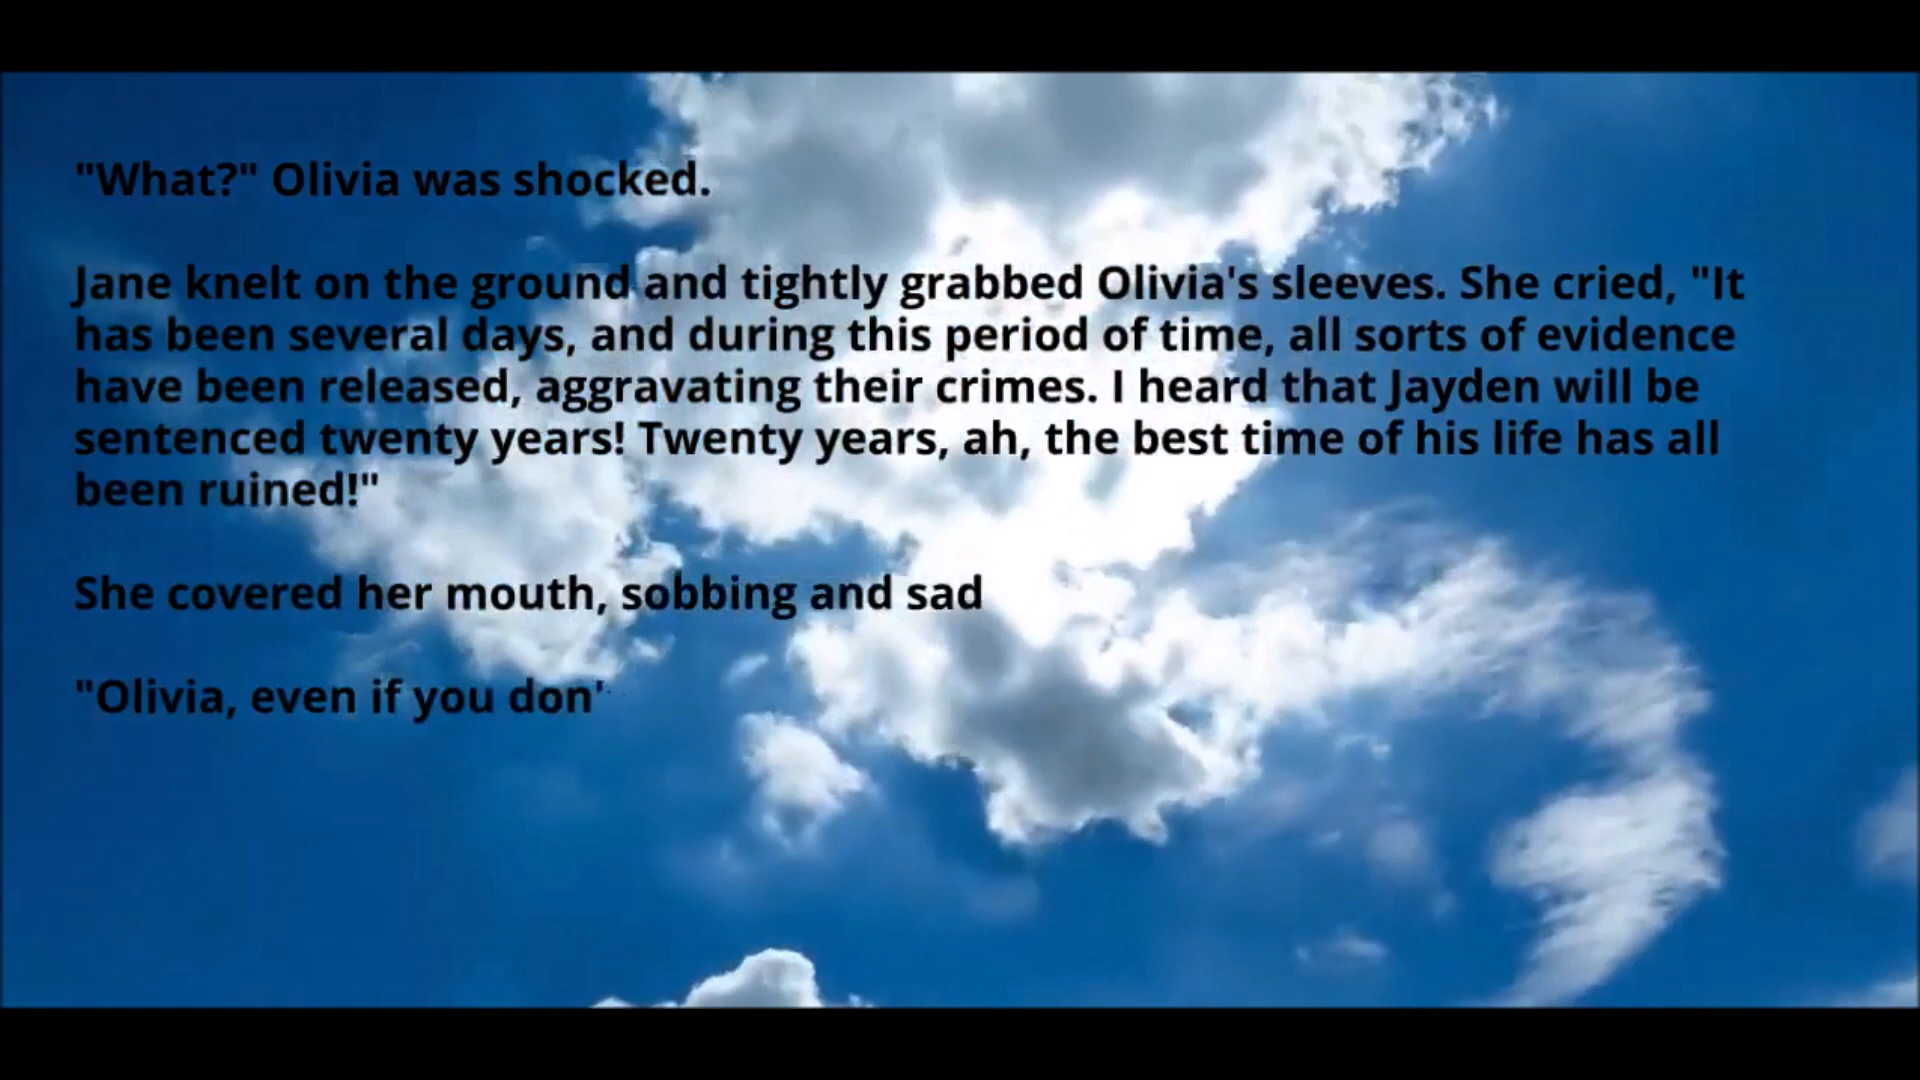 "What?" Olivia was shocked.
Jane knelt on the ground and tightly grabbed Olivia's sleeves. She cried, "It
has been several days, and during this period of time, all sorts of evidence
have been released, aggravating their crimes. I heard that Jayden will be
sentenced twenty years! Twenty years, ah, the best time of his life has all
been ruined!"
She covered her mouth, sobbing and sad
"Olivia, even if you don'